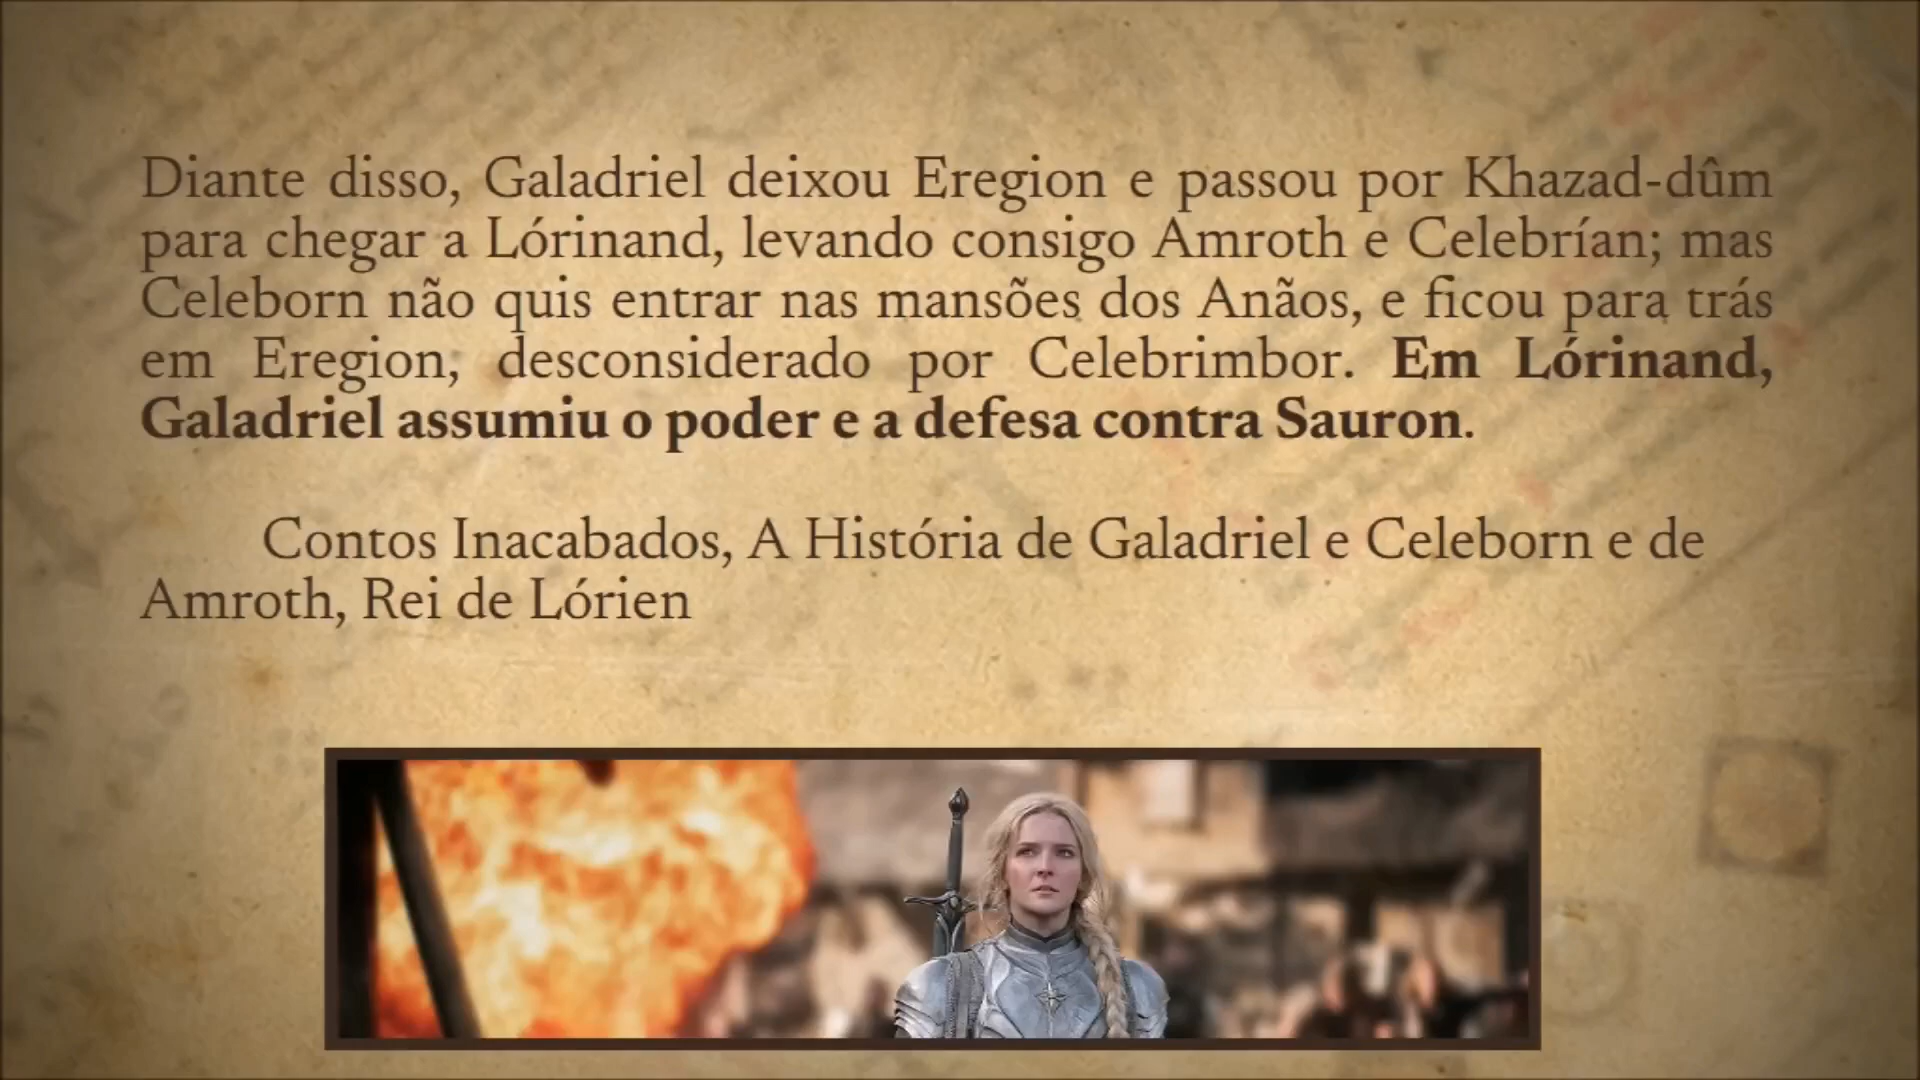 Diante disso, Galadriel deixou Eregion e passou por Khazad-dûm
para chegar a Lórinand, levando consigo Amroth e Celebrían; mas
Celeborn não quis entrar nas mansões dos Anãos, e ficou para trás
em Eregion, desconsiderado por Celebrimbor. Em Lórinand,
Galadriel assumiu o poder e a defesa contra Sauron.
Contos Inacabados, A História de Galadriel e Celeborn e de
Amroth, Rei de Lórien